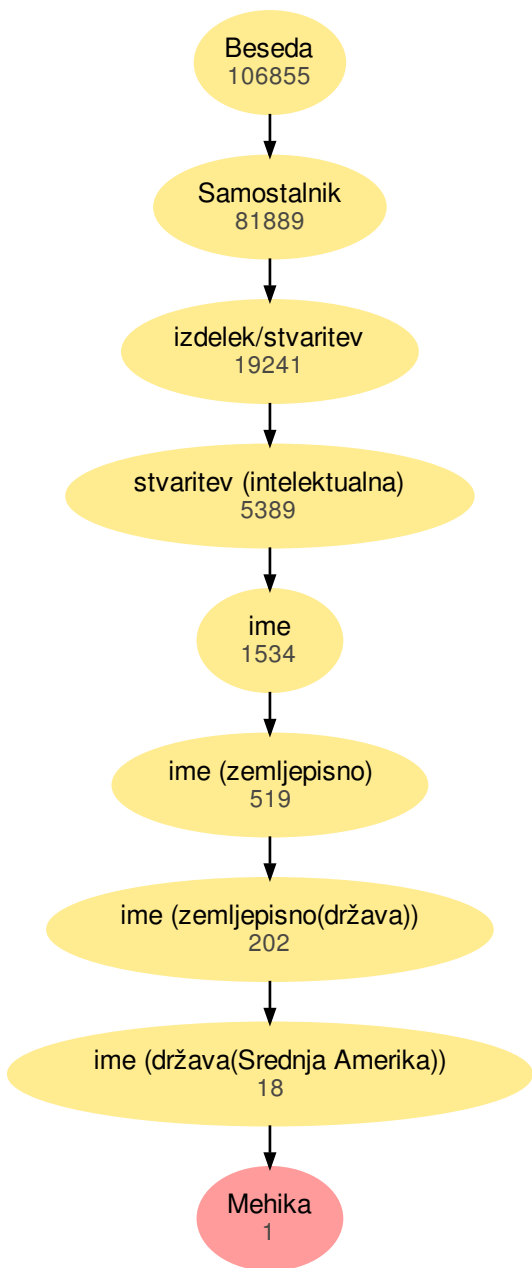 Beseda
106855
Samostalnik
81889
izdelek/stvaritev
19241
stvaritev (intelektualna)
5389
ime
1534
ime (zemljepisno)
519
ime (zemljepisno(država))
202
ime (država(Srednja Amerika))
18
Mehika
1